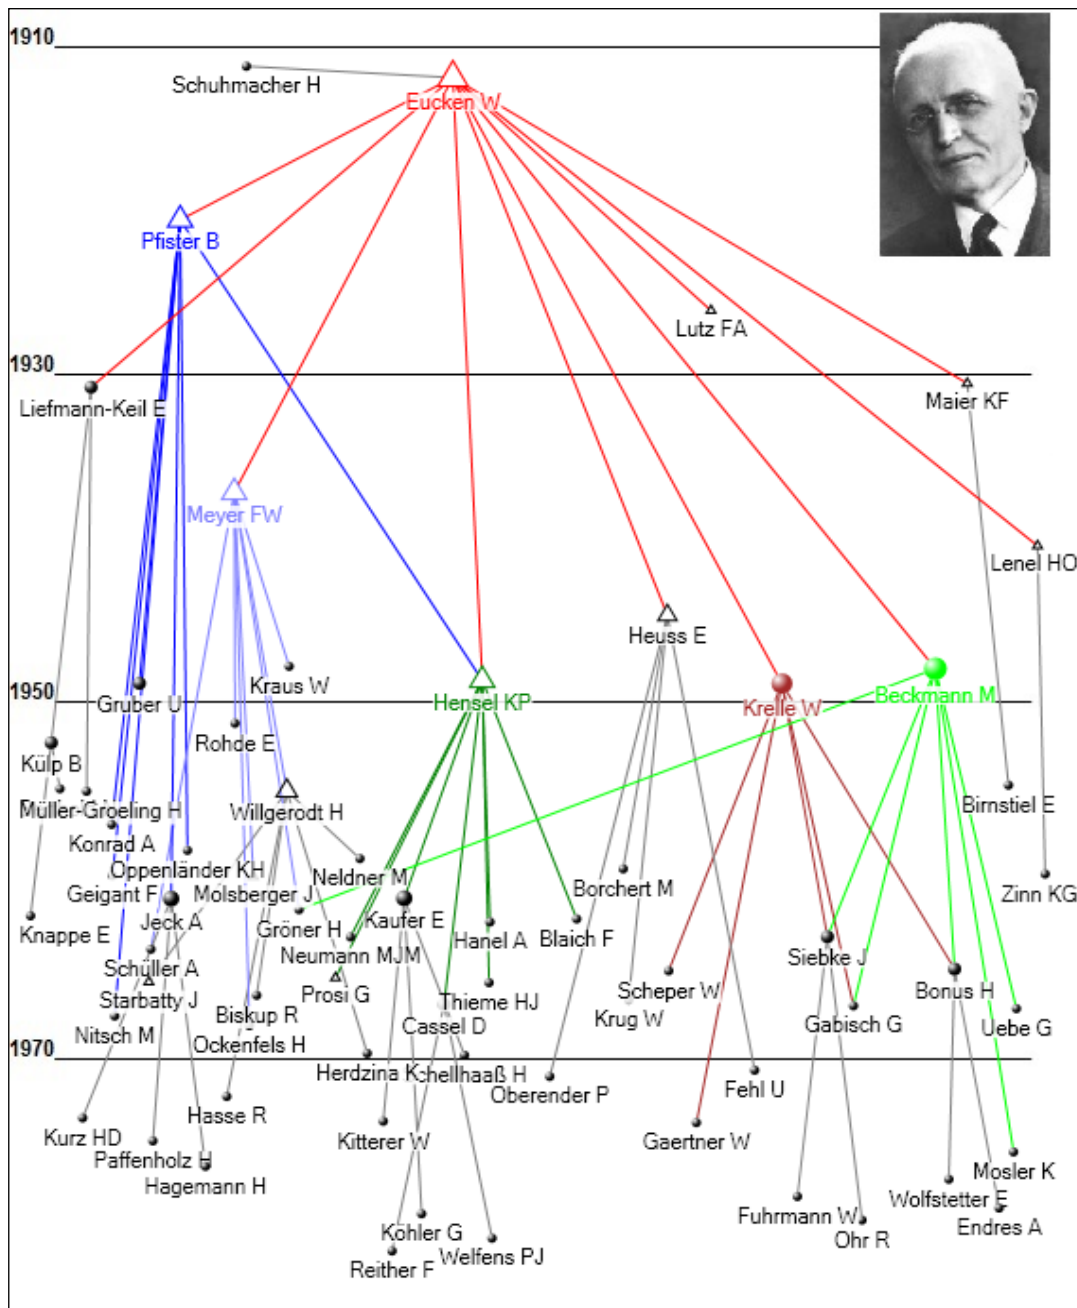 1910
Schuhmacher H
Eucken W
Pfister B
Lutz FA
1930
Liefmann-Keil E
Maier KF
Meyer FW
Lenel HO
Heuss E
Kraus W
Gruber U
Hensel KP
Krelle W
Beckmann M
1950
Rohde E
Külp B
Müller-Groeling H
Willgerodt H
Birnstiel E
Konrad A
Oppenländer KH
Neldner M
Geigant F
Molsberger J
Borchert M
Zinn KG
Jeck A
Kaufer E
Knappe E
Gröner H
Hanel A
Blaich F
Neumann MJM
Siebke J
Schüller A
Scheper W
Bonus H
Starbatty J
Prosi G
Thieme HJ
Krug W
Gabisch G
Uebe G
Nitsch M
Biskup R
Cassel D
Ockenfels H
1970
Herdzina K
chellhaaß H
Oberender P
Fehl U
Hasse R
Kurz HD
Kitterer W
Gaertner W
Paffenholz H
Hagemann H
Mosler K
Wolfstetter E
Fuhrmann W
Endres A
Köhler G
Ohr R
Welfens PJ
Reither F